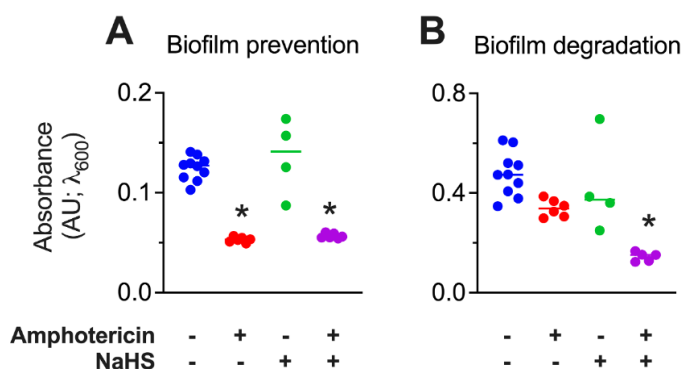 A
Biofilm prevention
B
Biofilm degradation
Absorbance
(AU; λ600)
0.2
0.1
0.0
*
*
0.8
0.4
0.0
*
Amphotericin - + - + - + - +
NaHS - - + + - - + +